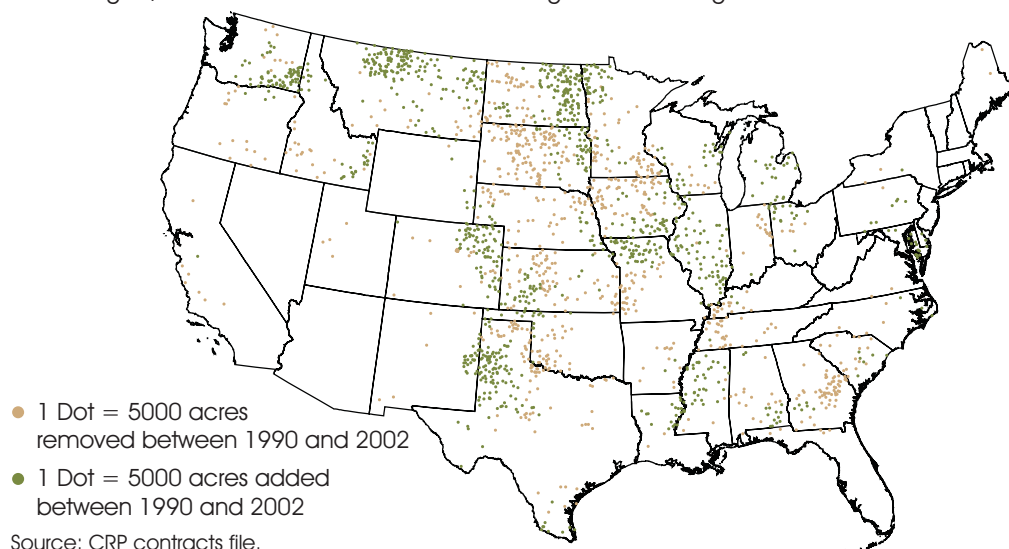 1 Dot = 5000 acres
removed between 1990 and 2002
1 Dot = 5000 acres added
between 1990 and 2002
Source: CRP contracts file.